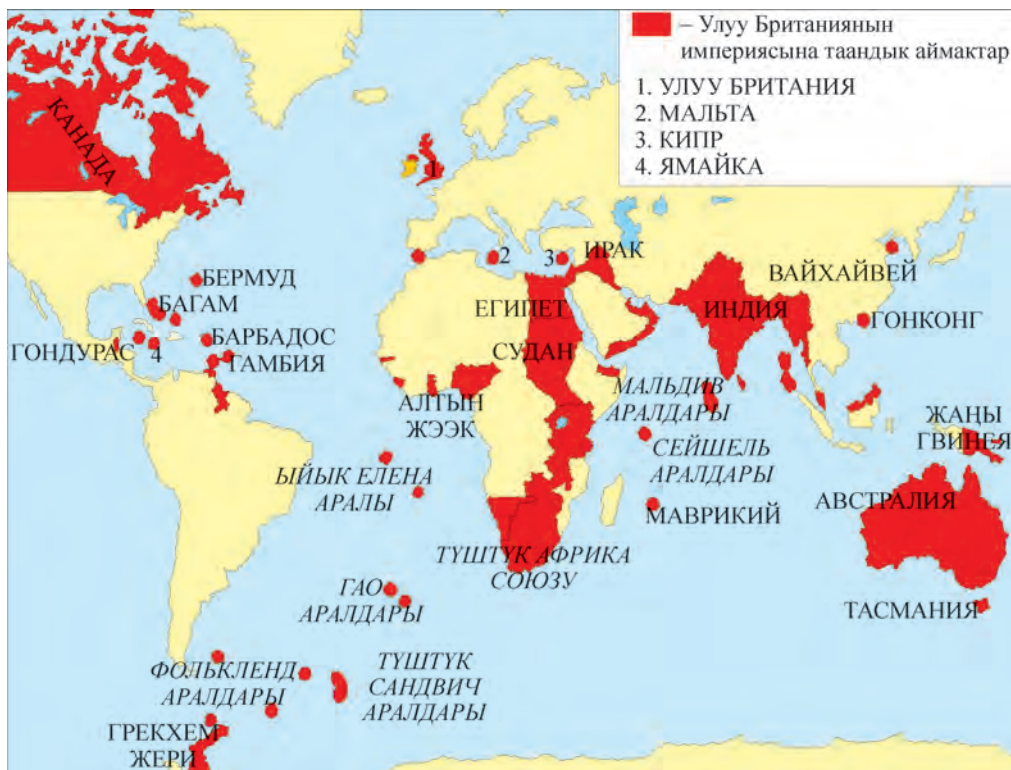 – Улуу Британиянын
империясына таандык аймактар
1. УЛУУ БРИТАНИЯ
2. МАЛЬТА
3. КИПР
4. ЯМАЙКА
КАНАДА
1
2
3
ИРАК
ВАЙХАЙВЕЙ
БЕРМУД
БАГАМ
ЕГИПЕТ
ИНДИЯ
ГОНКОНГ
ГОНДУРАС
4
БАРБАДОС
ГАМБИЯ
СУДАН
АЛТЫН
ЖЭЭК
МАЛЬДИВ
АРАЛДАРЫ
ЖАҢЫ
ГВИНЕЯ
СЕЙШЕЛЬ
АРАЛДАРЫ
ЫЙЫК ЕЛЕНА
АРАЛЫ
МАВРИКИЙ
АВСТРАЛИЯ
ТҮШТҮК АФРИКА
СОЮЗУ
ГАО
АРАЛДАРЫ
ТАСМАНИЯ
ФОЛЬКЛЕНД
АРАЛДАРЫ
ТҮШТҮК
САНДВИЧ
АРАЛДАРЫ
ГРЕКХЕМ
ЖЕРИ